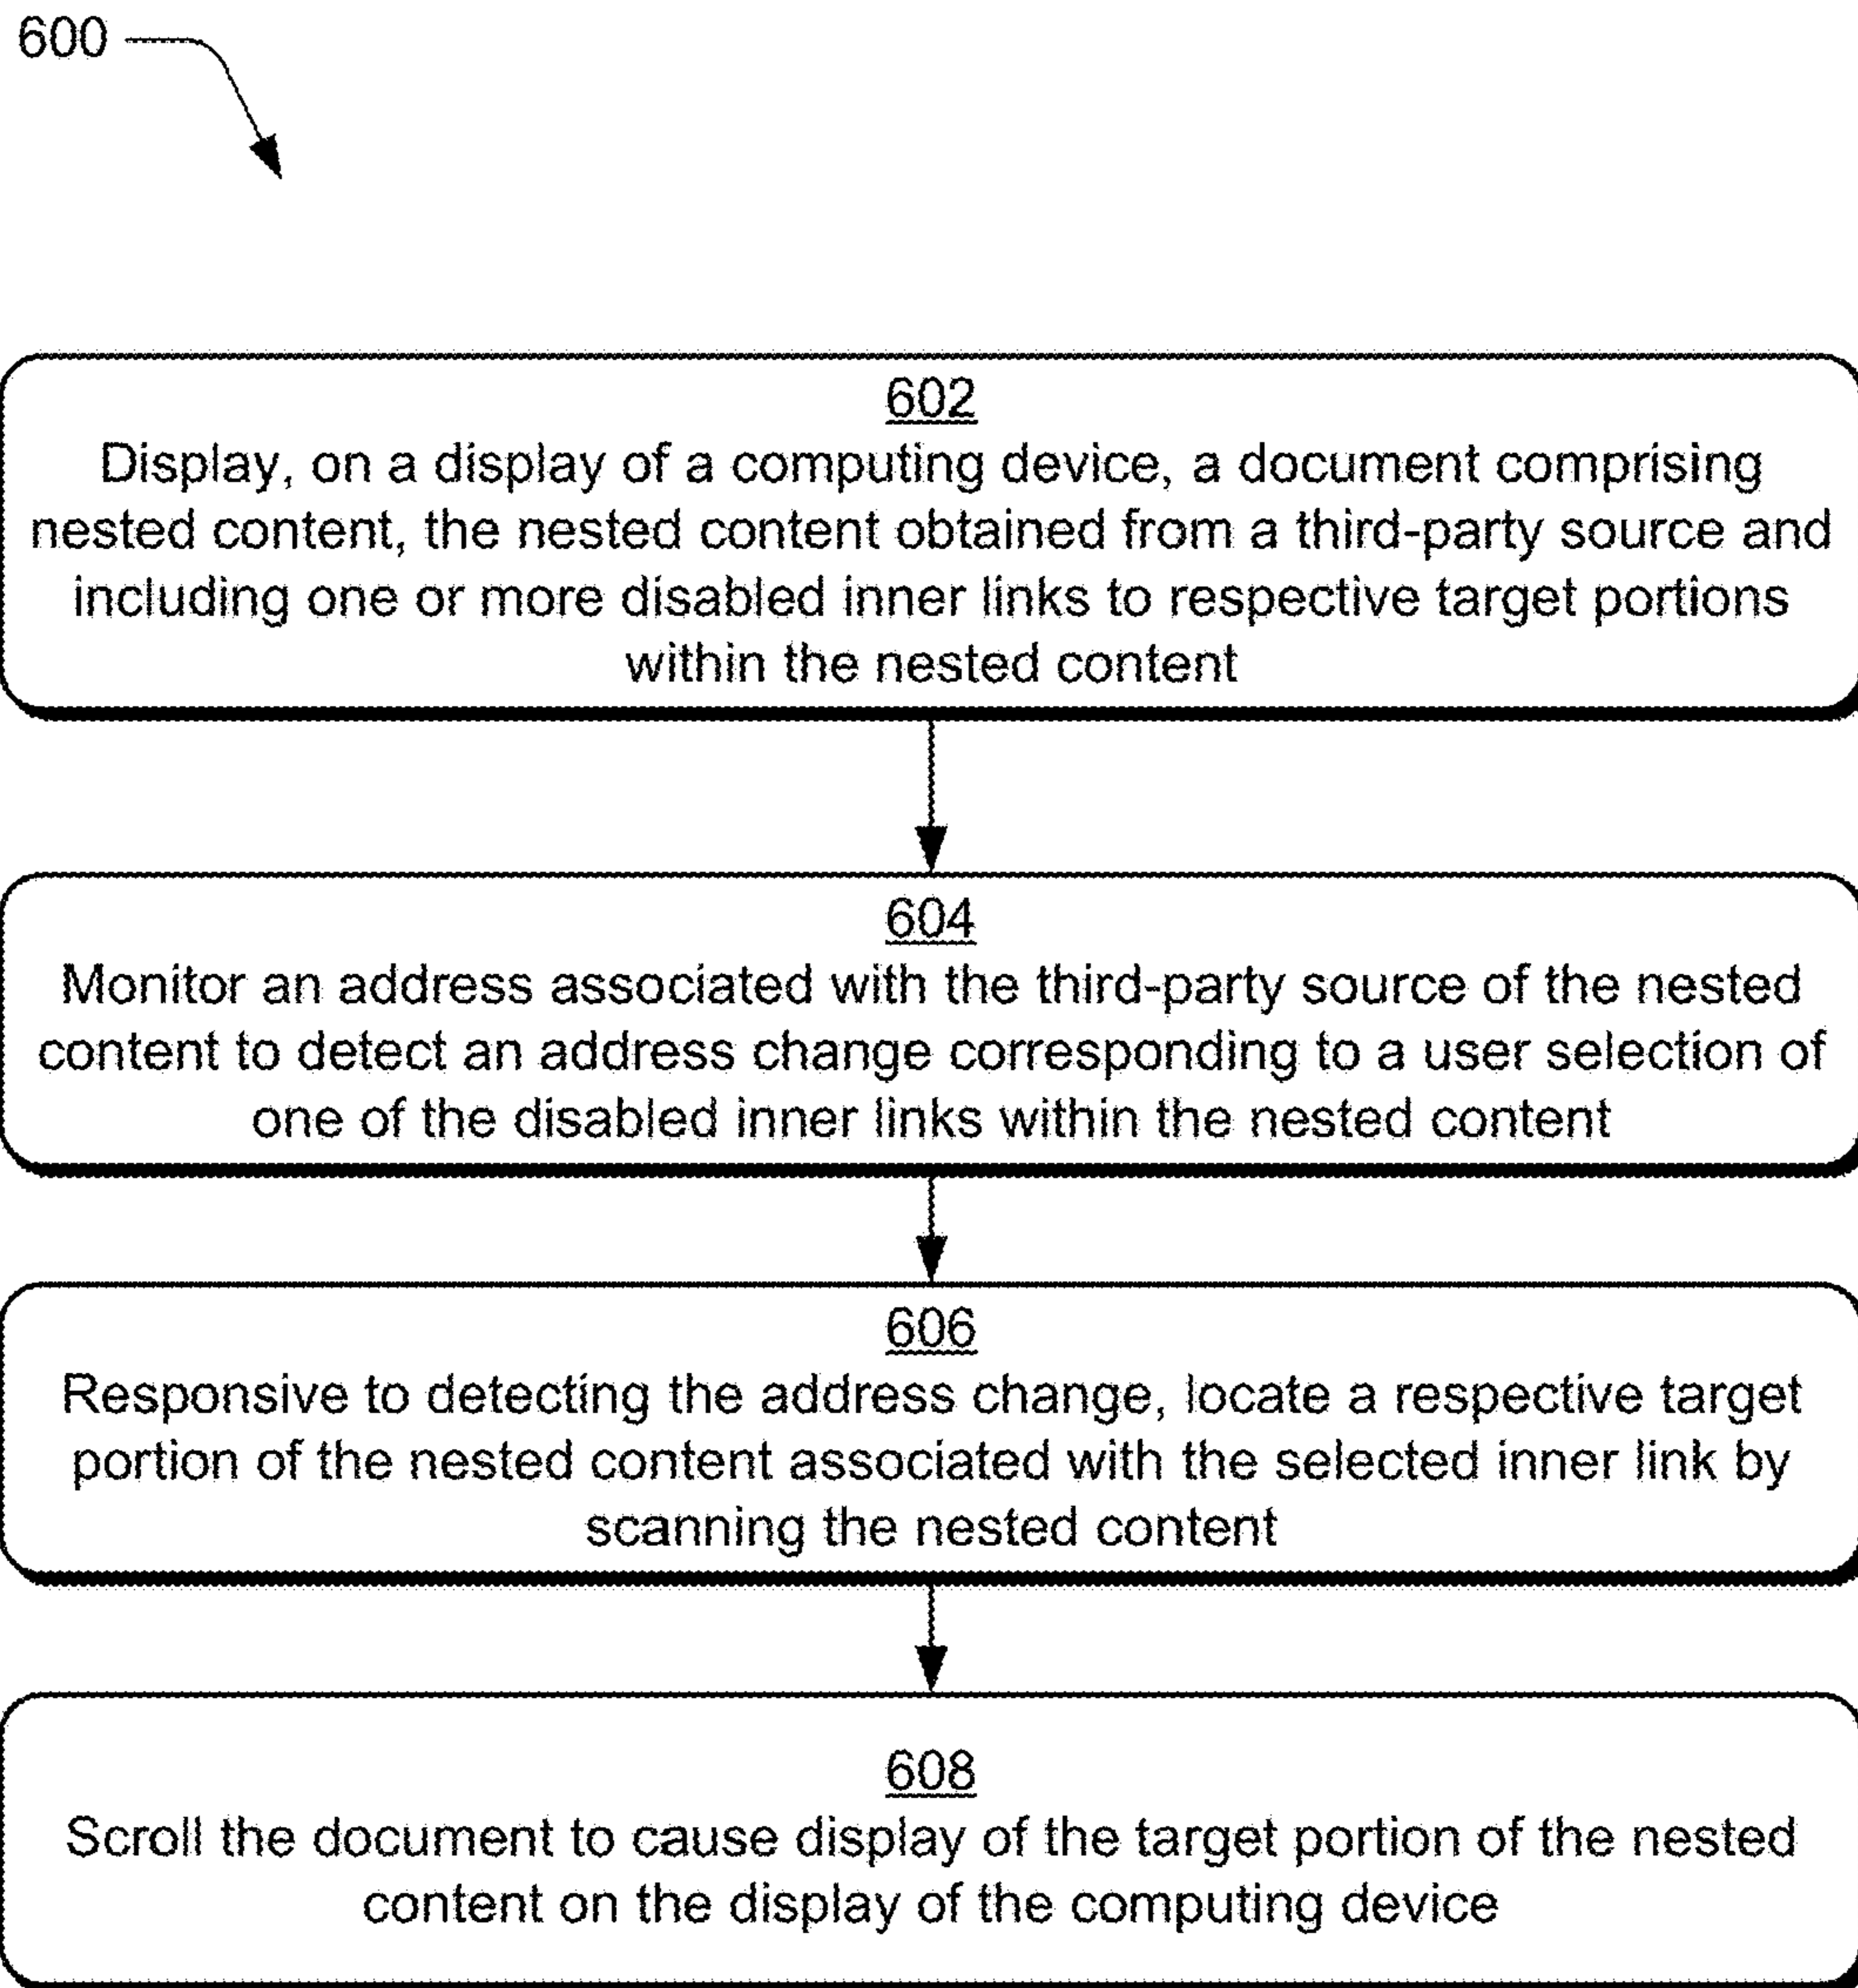 600
602
Display, on a display of a computing device, a document comprising
nested content, the nested content obtained from a third-party source and
including one or more disabled inner links to respective target portions
within the nested content
604
Monitor an address associated with the third-party source of the nested
content to detect an address change corresponding to a user selection of
one of the disabled inner links within the nested content
606
Responsive to detecting the address change, locate a respective target
portion of the nested content associated with the selected inner link by
scanning the nested content
608
Scroll the document to cause display of the target portion of the nested
content on the display of the computing device